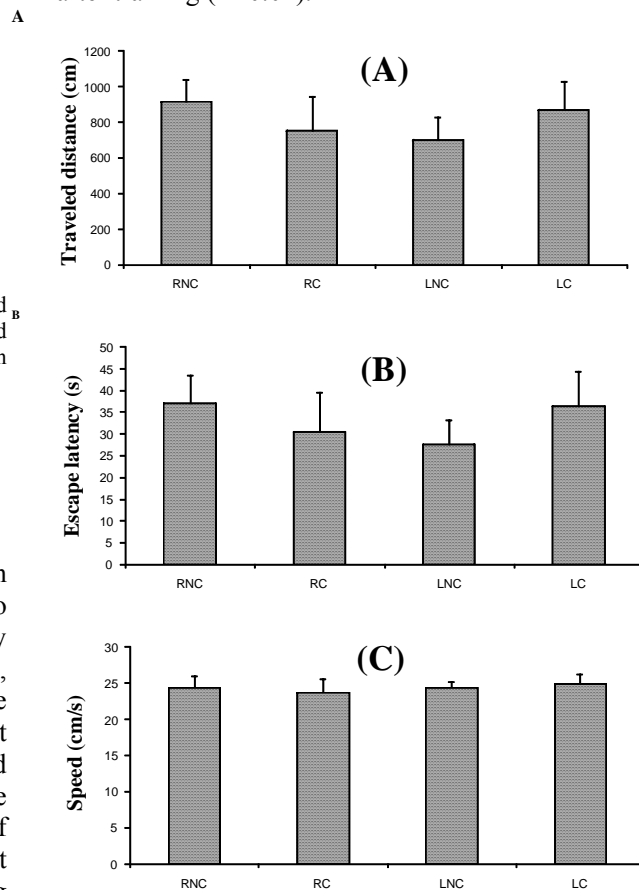 training
A
(A)
Traveled distance (cm)
1200
1000
800
600
400
200
0
RNC RC LNC LC
d
d
n
B
(B)
Escape latency (s)
50
45
40
35
30
25
20
15
10
5
0
RNC RC LNC LC
n
o
y
,
e
t
d
e
f
t
(C)
Speed (cm/s)
30
25
20
15
10
5
0
RNC RC LNC LC